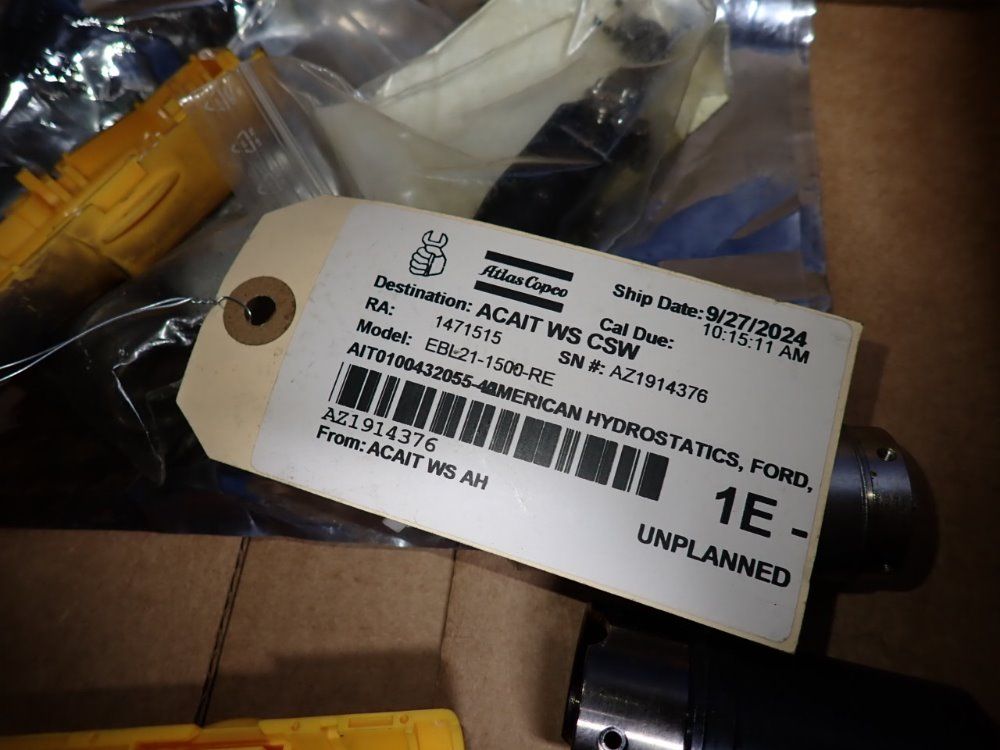 Atlas Copco
Ship Date: 9/27/2024
10:15:11 AM
Destination: ACAIT WS CSW
Cal Due:
RA: 1471515
SN #: AZ1914376
Model: EBL21-1500-RE
AMERICAN HYDROSTATICS, FORD,
AZ1914376
From: ACAIT WS AH
1E -
UNPLANNED